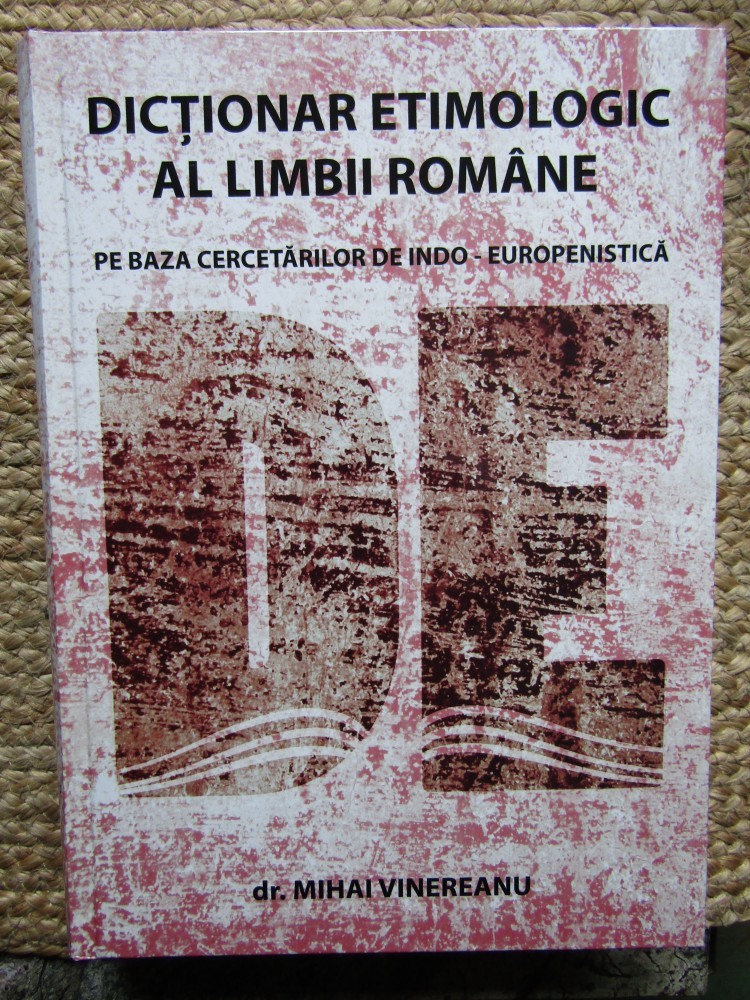 DICȚIONAR ETIMOLOGIC
AL LIMBII ROMÂNE
PE BAZA CERCETĂRILOR DE INDO - EUROPENISTICĂ
DE
dr. MIHAI VINEREANU